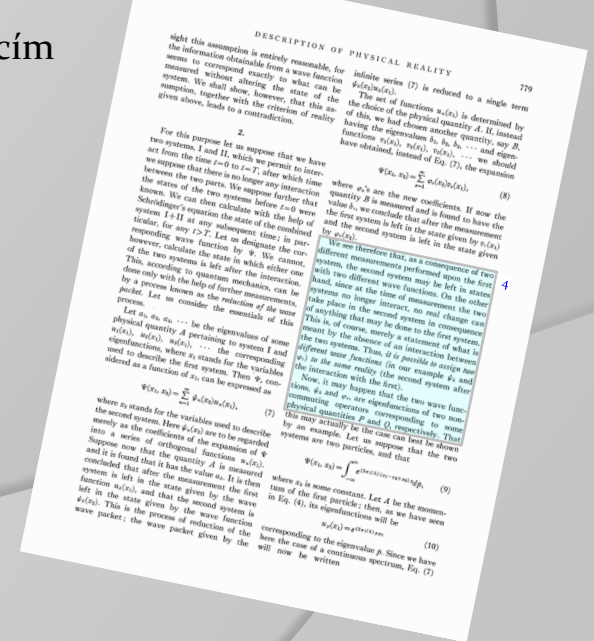 cím
DESCRIPTION OF PHYSICAL REALITY
779
sight this assumption is entirely reasonable, for
the information obtainable from a wave function
seems to correspond exactly to what can be
measured without altering the state of the
system. We shall show, however, that this as-
sumption, together with the criterion of reality
given above, leads to a contradiction.
2.
For this purpose let us suppose that we have
two systems, I and II, which we permit to inter-
act from the time t=0 to t=T, after which time
we suppose that there is no longer any interaction
between the two parts. We suppose further that
the states of the two systems before t=0 were
known. We can then calculate with the help of
Schrödinger's equation the state of the combined
system I+II at any subsequent time; in par-
ticular, for any t>T. Let us designate the cor-
responding wave function by Ψ. We cannot,
however, calculate the state in which either one
of the two systems is left after the interaction.
This, according to quantum mechanics, can be
done only with the help of further measurements,
by a process known as the reduction of the wave
packet. Let us consider the essentials of this
process.
Let a₁, a₂, a₃, ··· be the eigenvalues of some
physical quantity A pertaining to system I and
u₁(x₁), u₂(x₁), u₃(x₁), ··· the corresponding
eigenfunctions, where x₁ stands for the variables
used to describe the first system. Then Ψ, con-
sidered as a function of x₁, can be expressed as
Ψ(x₁, x₂) = ∑ₙ₌₁^∞ ψₙ(x₂)uₙ(x₁), (7)
where x₂ stands for the variables used to describe
the second system. Here ψₙ(x₂) are to be regarded
merely as the coefficients of the expansion of Ψ
into a series of orthogonal functions uₙ(x₁).
Suppose now that the quantity A is measured
and it is found that it has the value aₖ. It is then
concluded that after the measurement the first
system is left in the state given by the wave
function uₖ(x₁), and that the second system is
left in the state given by the wave function
ψₖ(x₂). This is the process of reduction of the
wave packet; the wave packet given by the
infinite series (7) is reduced to a single term
ψₖ(x₂)uₖ(x₁).
The set of functions uₙ(x₁) is determined by
the choice of the physical quantity A. If, instead
of this, we had chosen another quantity, say B,
having the eigenvalues b₁, b₂, b₃, ··· and eigen-
functions v₁(x₁), v₂(x₁), v₃(x₁), ··· we should
have obtained, instead of Eq. (7), the expansion
Ψ(x₁, x₂) = ∑ₛ₌₁^∞ φₛ(x₂)vₛ(x₁), (8)
where φₛ's are the new coefficients. If now the
quantity B is measured and is found to have the
value bᵣ, we conclude that after the measurement
the first system is left in the state given by vᵣ(x₁)
and the second system is left in the state given
by φᵣ(x₂).
We see therefore that, as a consequence of two
different measurements performed upon the first
system, the second system may be left in states
with two different wave functions. On the other
hand, since at the time of measurement the two
systems no longer interact, no real change can
take place in the second system in consequence
of anything that may be done to the first system.
This is, of course, merely a statement of what is
meant by the absence of an interaction between
the two systems. Thus, it is possible to assign two
different wave functions (in our example ψₖ and
φᵣ) to the same reality (the second system after
the interaction with the first).
Now, it may happen that the two wave func-
tions, ψₖ and φᵣ, are eigenfunctions of two non-
commuting operators corresponding to some
physical quantities P and Q, respectively. That
4
this may actually be the case can best be shown
by an example. Let us suppose that the two
systems are two particles, and that
Ψ(x₁, x₂) = ∫₋∞^∞ e^(2πi/h)(x₁−x₂+x₀)p dp, (9)
where x₀ is some constant. Let A be the momen-
tum of the first particle; then, as we have seen
in Eq. (4), its eigenfunctions will be
uₚ(x₁) = e^(2πi/h)px₁ (10)
corresponding to the eigenvalue p. Since we have
here the case of a continuous spectrum, Eq. (7)
will now be written